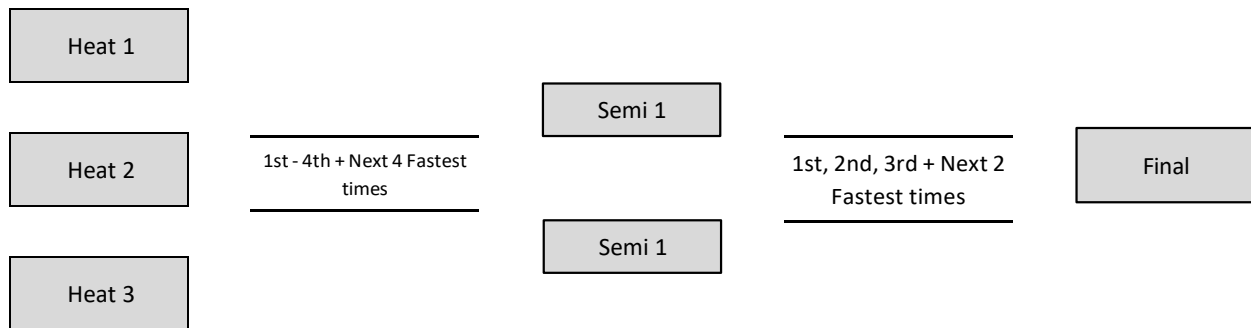 Heat 1
Heat 2
Heat 3
1st - 4th + Next 4 Fastest
times
Semi 1
Semi 1
1st, 2nd, 3rd + Next 2
Fastest times
Final